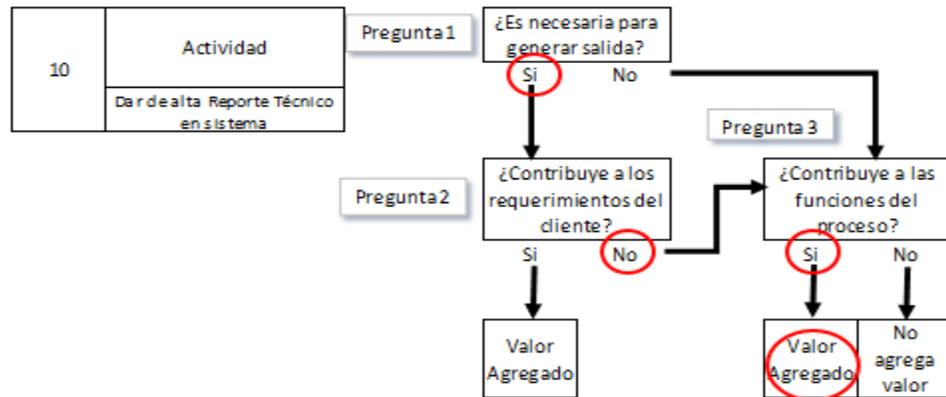 10
Actividad
Dar de alta Reporte Técnico
en sistema
Pregunta 1
¿Es necesaria para
generar salida?
Si No
Pregunta 3
Pregunta 2
¿Contribuye a los
requerimientos del
cliente?
Si No
¿Contribuye a las
funciones del
proceso?
Si No
Valor
Agregado
Valor
Agregado
No
agrega
valor